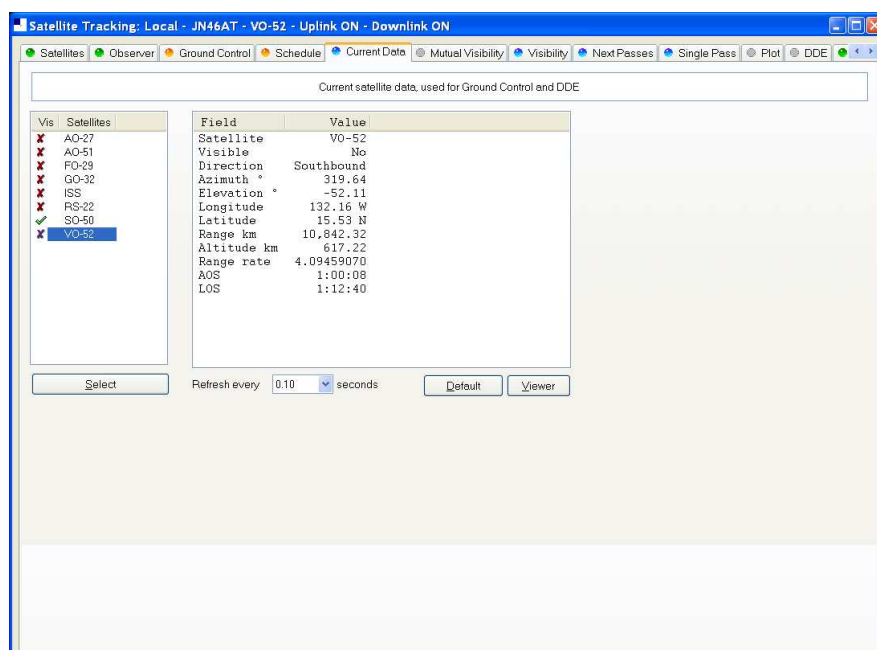 Satellite Tracking: Local - JN46AT - VO-52 - Uplink ON - Downlink ON
Satellites Observer Ground Control Schedule Current Data Mutual Visibility Visibility Next Passes Single Pass Plot DDE
Current satellite data, used for Ground Control and DDE
Vis Satellites
AO-27
AO-51
FO-29
GO-32
ISS
RS-22
SO-50
VO-52
Field Value
Satellite VO-52
Visible No
Direction Southbound
Azimuth ° 319.64
Elevation ° -52.11
Longitude 132.16 W
Latitude 15.53 N
Range km 10,842.32
Altitude km 617.22
Range rate 4.09459070
AOS 1:00:08
LOS 1:12:40
Select
Refresh every 0.10 seconds
Default Viewer